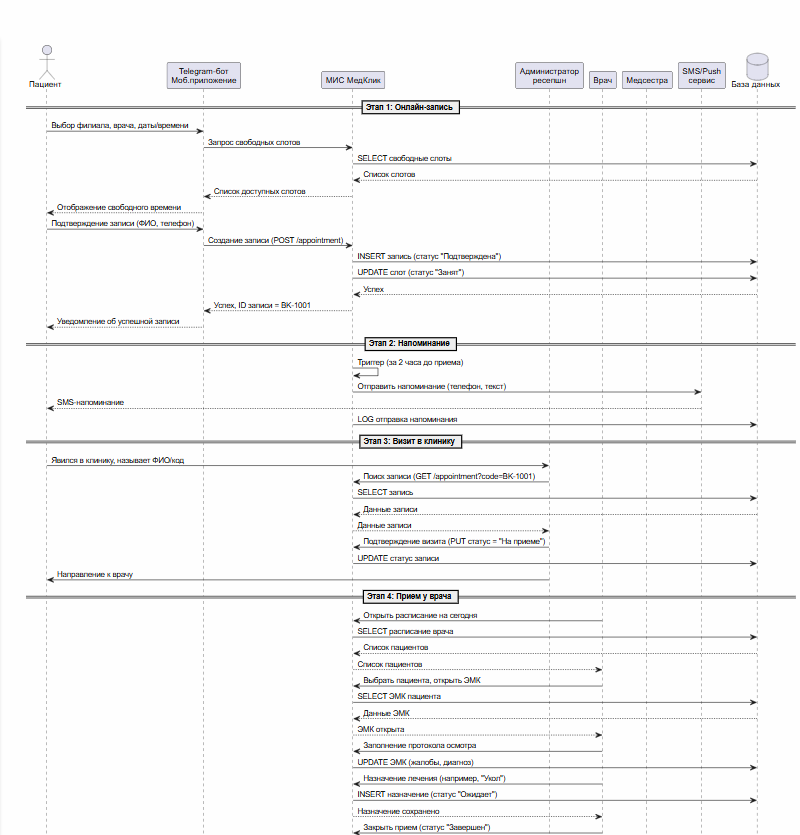 Пациент
Telegram-бот
Моб.приложение
МИС МедКлик
Администратор
ресепшн
Врач
Медсестра
SMS/Push
сервис
База данных
Этап 1: Онлайн-запись
Выбор филиала, врача, даты/времени
Запрос свободных слотов
SELECT свободные слоты
Список слотов
Список доступных слотов
Отображение свободного времени
Подтверждение записи (ФИО, телефон)
Создание записи (POST /appointment)
INSERT запись (статус "Подтверждена")
UPDATE слот (статус "Занят")
Успех
Успех, ID записи = BK-1001
Уведомление об успешной записи
Этап 2: Напоминание
Триггер (за 2 часа до приема)
Отправить напоминание (телефон, текст)
SMS-напоминание
LOG отправка напоминания
Этап 3: Визит в клинику
Явился в клинику, называет ФИО/код
Поиск записи (GET /appointment?code=BK-1001)
SELECT запись
Данные записи
Данные записи
Подтверждение визита (PUT статус = "На приеме")
UPDATE статус записи
Направление к врачу
Этап 4: Прием у врача
Открыть расписание на сегодня
SELECT расписание врача
Список пациентов
Список пациентов
Выбрать пациента, открыть ЭМК
SELECT ЭМК пациента
Данные ЭМК
ЭМК открыта
Заполнение протокола осмотра
UPDATE ЭМК (жалобы, диагноз)
Назначение лечения (например, "Укол")
INSERT назначение (статус "Ожидает")
Назначение сохранено
Закрыть прием (статус "Завершен")